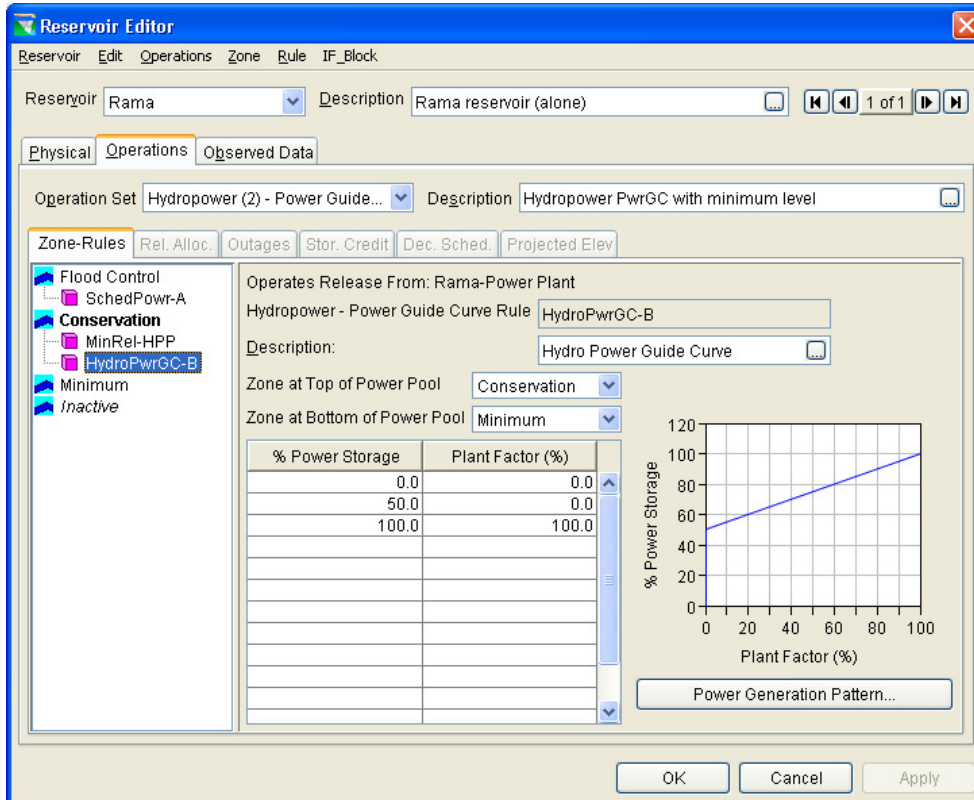 Reservoir Editor
Reservoir Edit Operations Zone Rule IF_Block
Reservoir Rama Description Rama reservoir (alone) ... 1 of 1
Physical Operations Observed Data
Operation Set Hydropower (2) - Power Guide... Description Hydropower PwrGC with minimum level ...
Zone-Rules Rel. Alloc. Outages Stor. Credit Dec. Sched. Projected Elev
Flood Control
SchedPowr-A
Conservation
MinRel-HPP
HydroPwrGC-B
Minimum
Inactive
Operates Release From: Rama-Power Plant
Hydropower - Power Guide Curve Rule HydroPwrGC-B
Description: Hydro Power Guide Curve ...
Zone at Top of Power Pool Conservation
Zone at Bottom of Power Pool Minimum
% Power Storage Plant Factor (%)
0.0 0.0
50.0 0.0
100.0 100.0
% Power Storage
120
100
80
60
40
20
0
0 20 40 60 80 100
Plant Factor (%)
Power Generation Pattern...
OK Cancel Apply